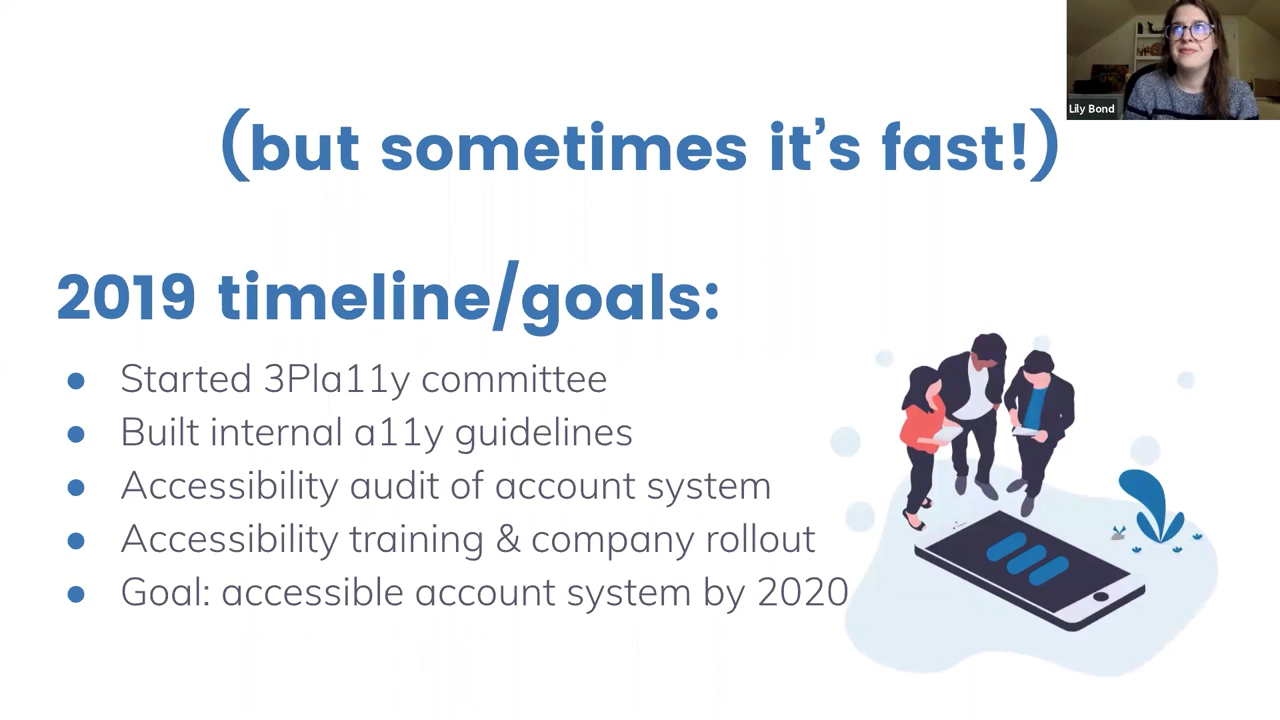 Lily Bond
(but sometimes it’s fast!)
2019 timeline/goals:
● Started 3Pla11y committee
● Built internal a11y guidelines
● Accessibility audit of account system
● Accessibility training & company rollout
● Goal: accessible account system by 2020